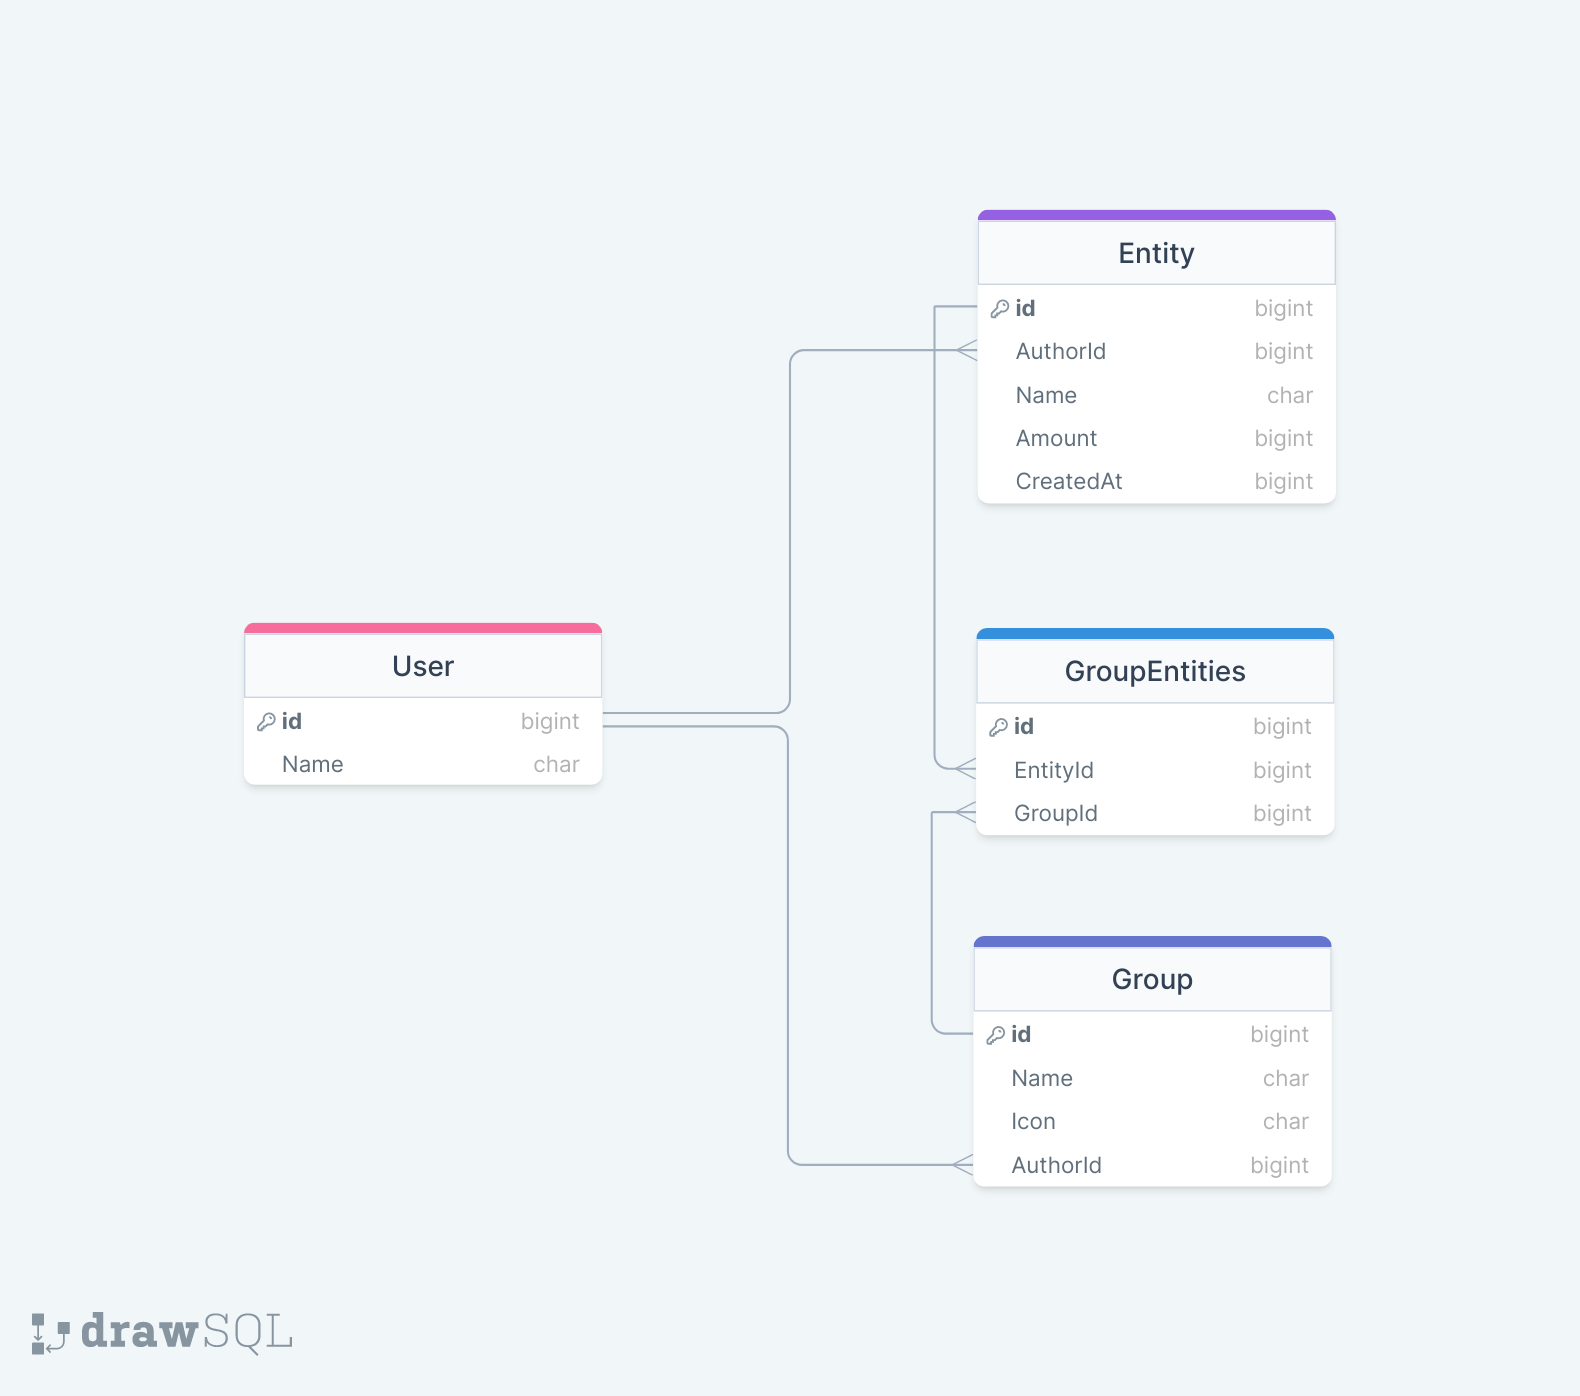 Entity
id bigint
AuthorId bigint
Name char
Amount bigint
CreatedAt bigint
User
id bigint
Name char
GroupEntities
id bigint
EntityId bigint
GroupId bigint
Group
id bigint
Name char
Icon char
AuthorId bigint
drawSQL